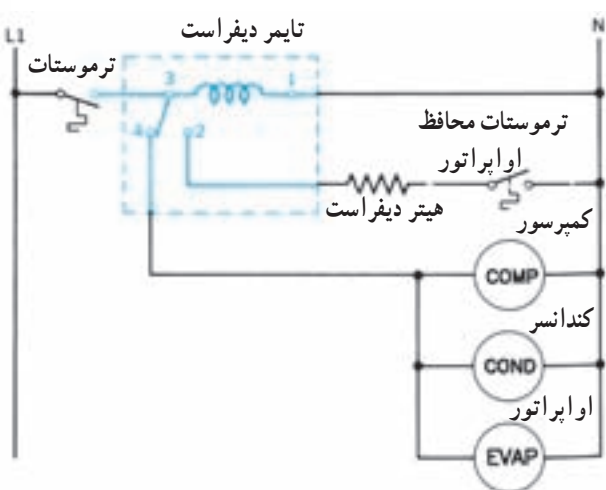 تایمر دیفراست
L1
N
ترموستات
3
1
4
2
ترموستات محافظ
اواپراتور
هیتر دیفراست
کمپرسور
COMP
کندانسر
COND
اواپراتور
EVAP